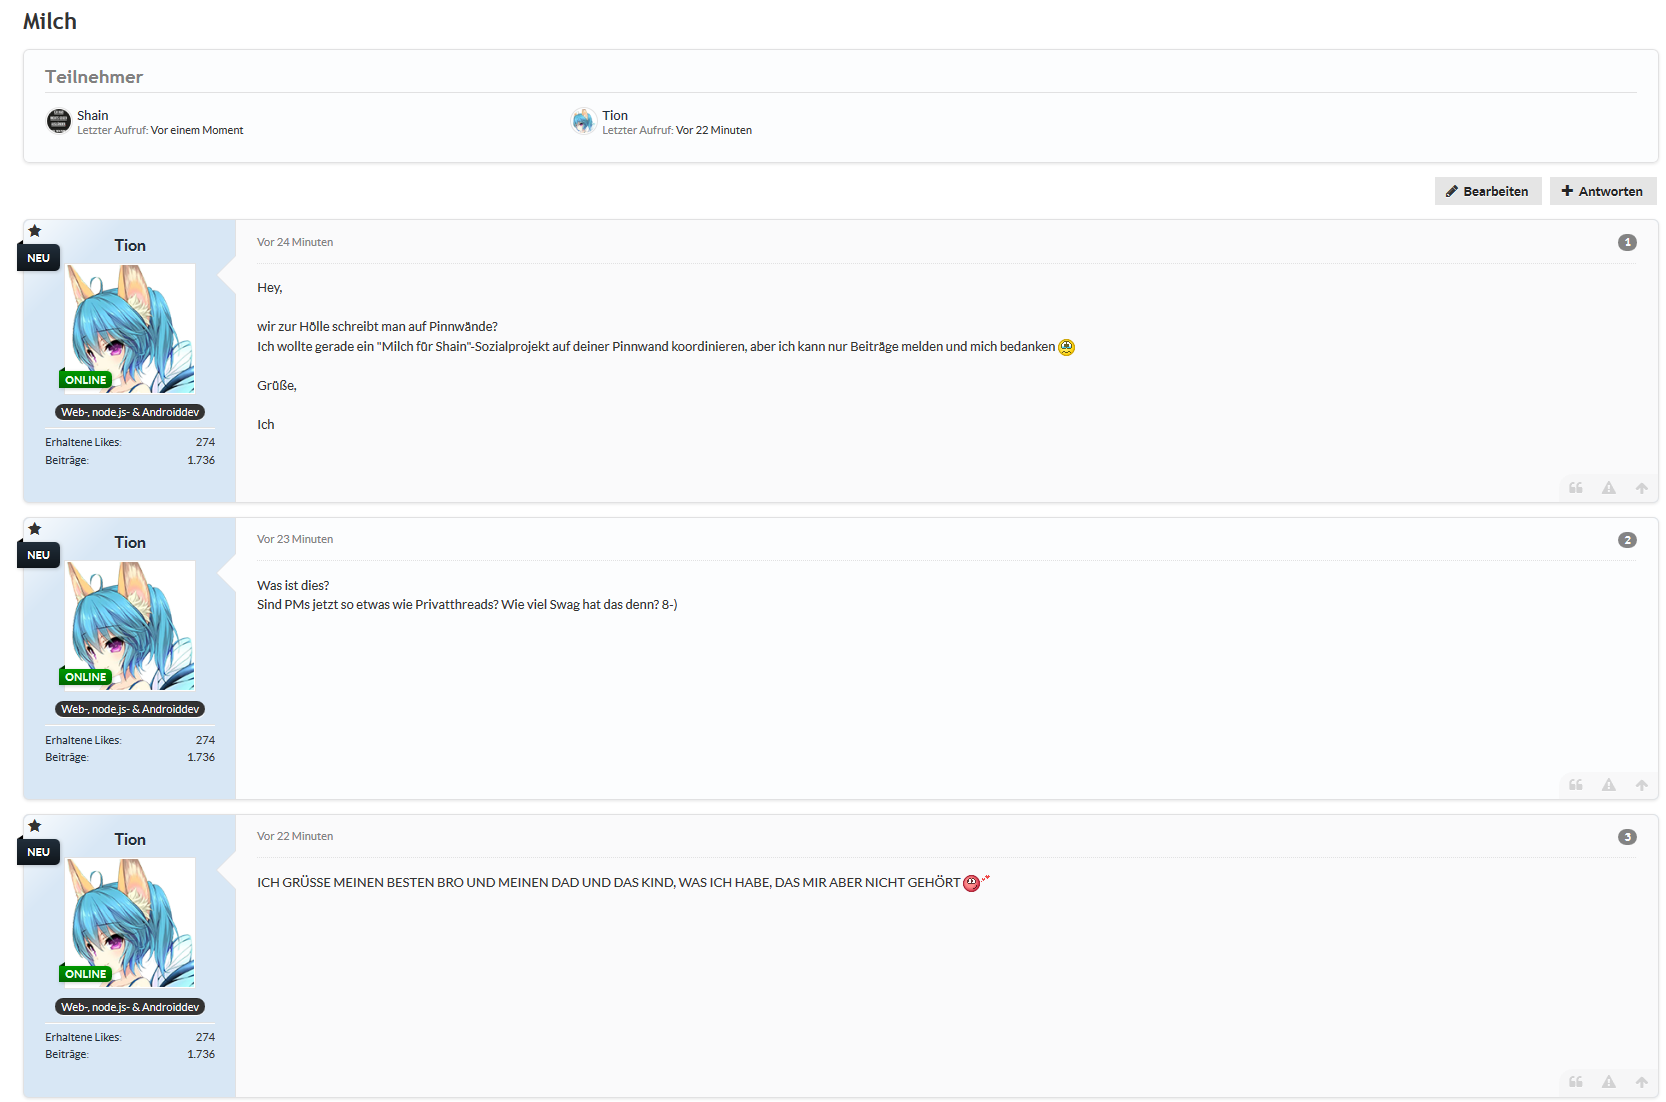 Milch
Teilnehmer
Shain
Letzter Aufruf: Vor einem Moment
Tion
Letzter Aufruf: Vor 22 Minuten
Bearbeiten
Antworten
NEU
Tion
ONLINE
Web-, node.js- & Androiddev
Erhaltene Likes: 274
Beiträge: 1.736
Vor 24 Minuten
1
Hey,
wir zur Hölle schreibt man auf Pinnwände?
Ich wollte gerade ein "Milch für Shain"-Sozialprojekt auf deiner Pinnwand koordinieren, aber ich kann nur Beiträge melden und mich bedanken
Grüße,
Ich
NEU
Tion
ONLINE
Web-, node.js- & Androiddev
Erhaltene Likes: 274
Beiträge: 1.736
Vor 23 Minuten
2
Was ist dies?
Sind PMs jetzt so etwas wie Privatthreads? Wie viel Swag hat das denn? 8-)
NEU
Tion
ONLINE
Web-, node.js- & Androiddev
Erhaltene Likes: 274
Beiträge: 1.736
Vor 22 Minuten
3
ICH GRÜSSE MEINEN BESTEN BRO UND MEINEN DAD UND DAS KIND, WAS ICH HABE, DAS MIR ABER NICHT GEHÖRT